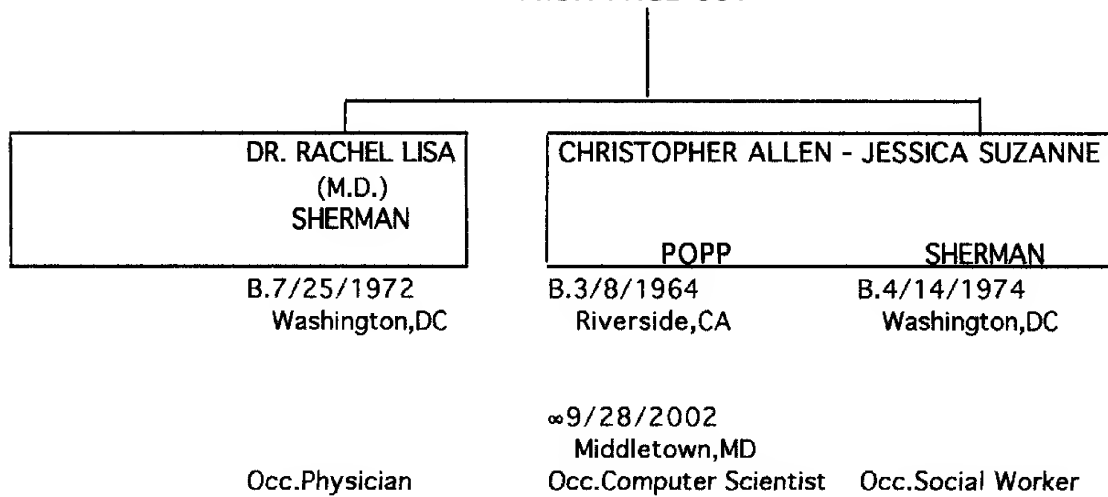 DR. RACHEL LISA
(M.D.)
SHERMAN
B.7/25/1972
Washington,DC
Occ.Physician
CHRISTOPHER ALLEN - JESSICA SUZANNE
POPP SHERMAN
B.3/8/1964 B.4/14/1974
Riverside,CA Washington,DC
∞9/28/2002
Middletown,MD
Occ.Computer Scientist Occ.Social Worker